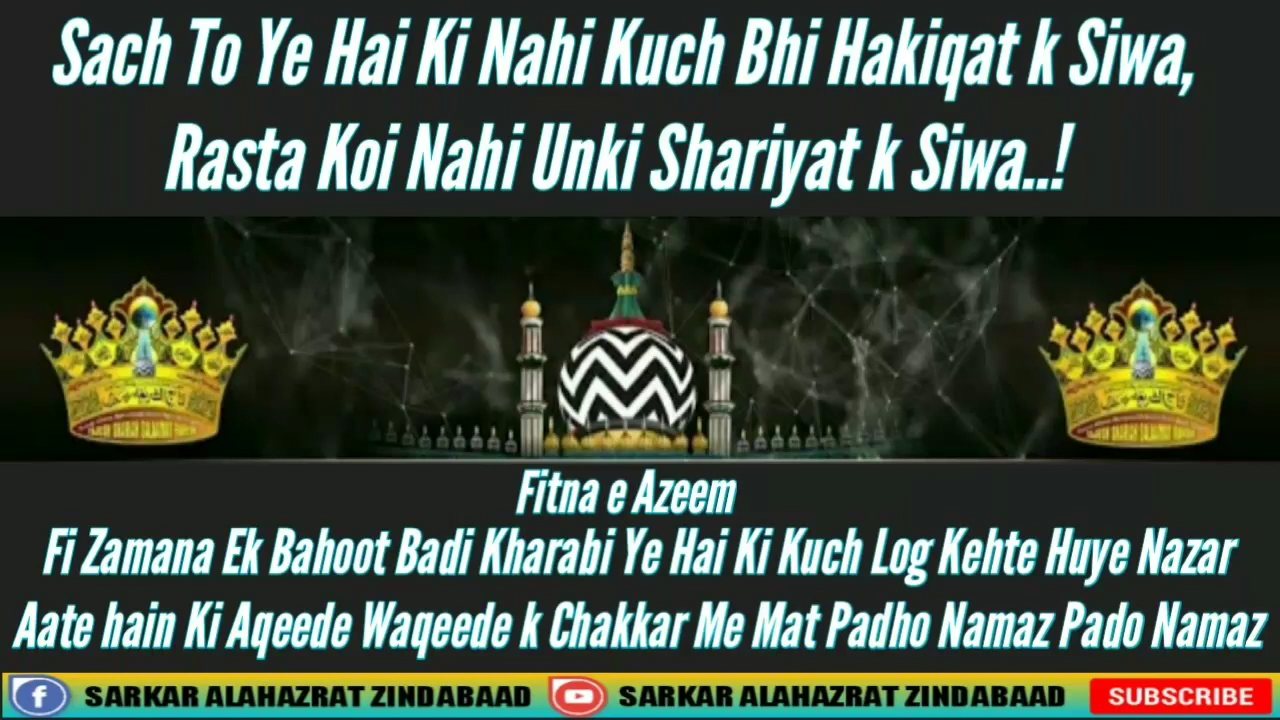 Sach To Ye Hai Ki Nahi Kuch Bhi Hakiqat k Siwa,
Rasta Koi Nahi Unki Shariyat k Siwa..!
Fitna e Azeem
Fi Zamana Ek Bahoot Badi Kharabi Ye Hai Ki Kuch Log Kehte Huye Nazar
Aate hain Ki Aqeede Waqeede k Chakkar Me Mat Padho Namaz Pado Namaz
SARKAR ALAHAZRAT ZINDABAAD SARKAR ALAHAZRAT ZINDABAAD SUBSCRIBE